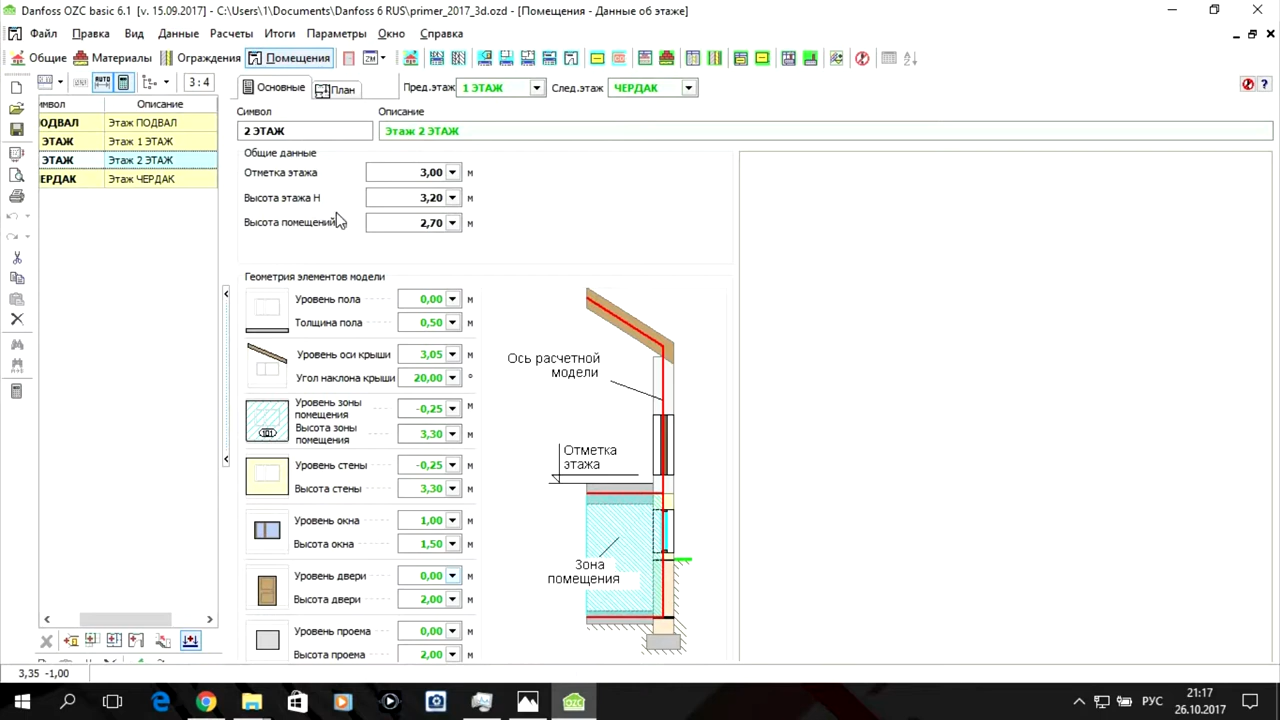 Danfoss OZC basic 6.1 [v. 15.09.2017] - C:\Users\1\Documents\Danfoss 6 RUS\primer_2017_3d.ozd - [Помещения - Данные об этаже]
Файл Правка Вид Данные Расчеты Итоги Параметры Окно Справка
Общие Материалы Ограждения Помещения ZM
AUTO 3 : 4 Основные План Пред.этаж 1 ЭТАЖ След.этаж ЧЕРДАК
мвол Описание
Символ Описание
ОДВАЛ Этаж ПОДВАЛ
ЭТАЖ Этаж 1 ЭТАЖ
ЭТАЖ Этаж 2 ЭТАЖ
ЕРДАК Этаж ЧЕРДАК
2 ЭТАЖ Этаж 2 ЭТАЖ
Общие данные
Отметка этажа 3,00 м
Высота этажа H 3,20 м
Высота помещений 2,70 м
Геометрия элементов модели
Уровень пола 0,00 м
Толщина пола 0,50 м
Уровень оси крыши 3,05 м
Угол наклона крыши 20,00 °
Уровень зоны помещения -0,25 м
Высота зоны помещения 3,30 м
Уровень стены -0,25 м
Высота стены 3,30 м
Уровень окна 1,00 м
Высота окна 1,50 м
Уровень двери 0,00 м
Высота двери 2,00 м
Уровень проема 0,00 м
Высота проема 2,00 м
Ось расчетной
модели
Отметка
этажа
Зона
помещения
101
3,35 -1,00
OZC РУС 21:17
26.10.2017